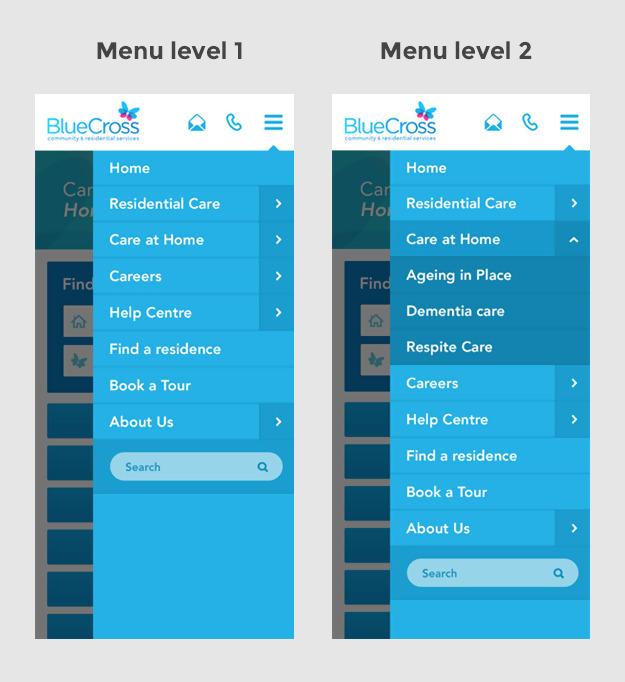 Menu level 1
BlueCross
community & residential services
Car
Hor
Find
Home
Residential Care
Care at Home
Careers
Help Centre
Find a residence
Book a Tour
About Us
Search
Menu level 2
BlueCross
community & residential services
Car
Hor
Find
Home
Residential Care
Care at Home
Ageing in Place
Dementia care
Respite Care
Careers
Help Centre
Find a residence
Book a Tour
About Us
Search